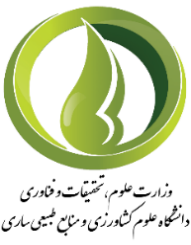 وزارت علوم، تحقیقات و فناوری
دانشگاه علوم کشاورزی و منابع طبیعی ساری